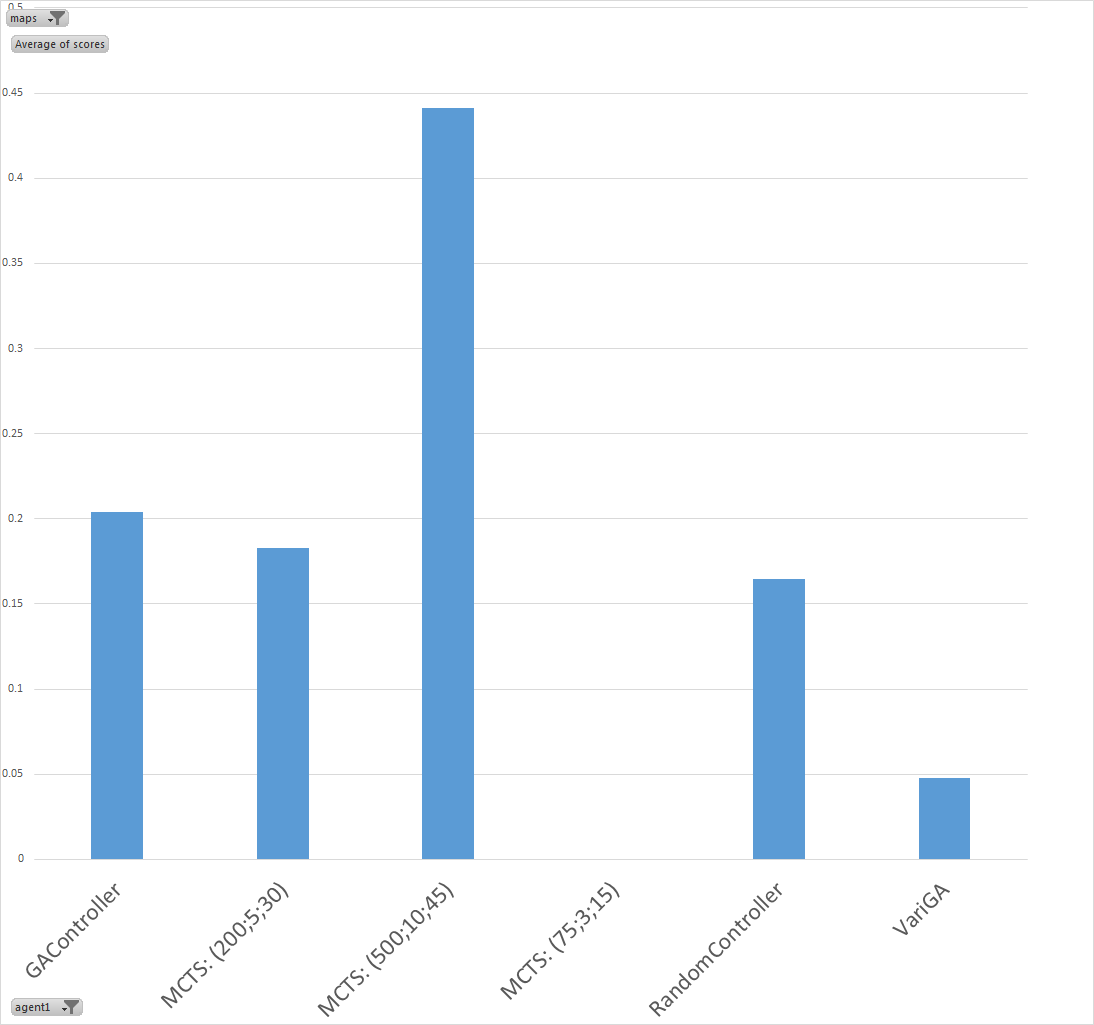 0.5
maps
Average of scores
0.45
0.4
0.35
0.3
0.25
0.2
0.15
0.1
0.05
0
GAController
MCTS: (200;5;30)
MCTS: (500;10;45)
MCTS: (75;3;15)
RandomController
VariGA
agent1